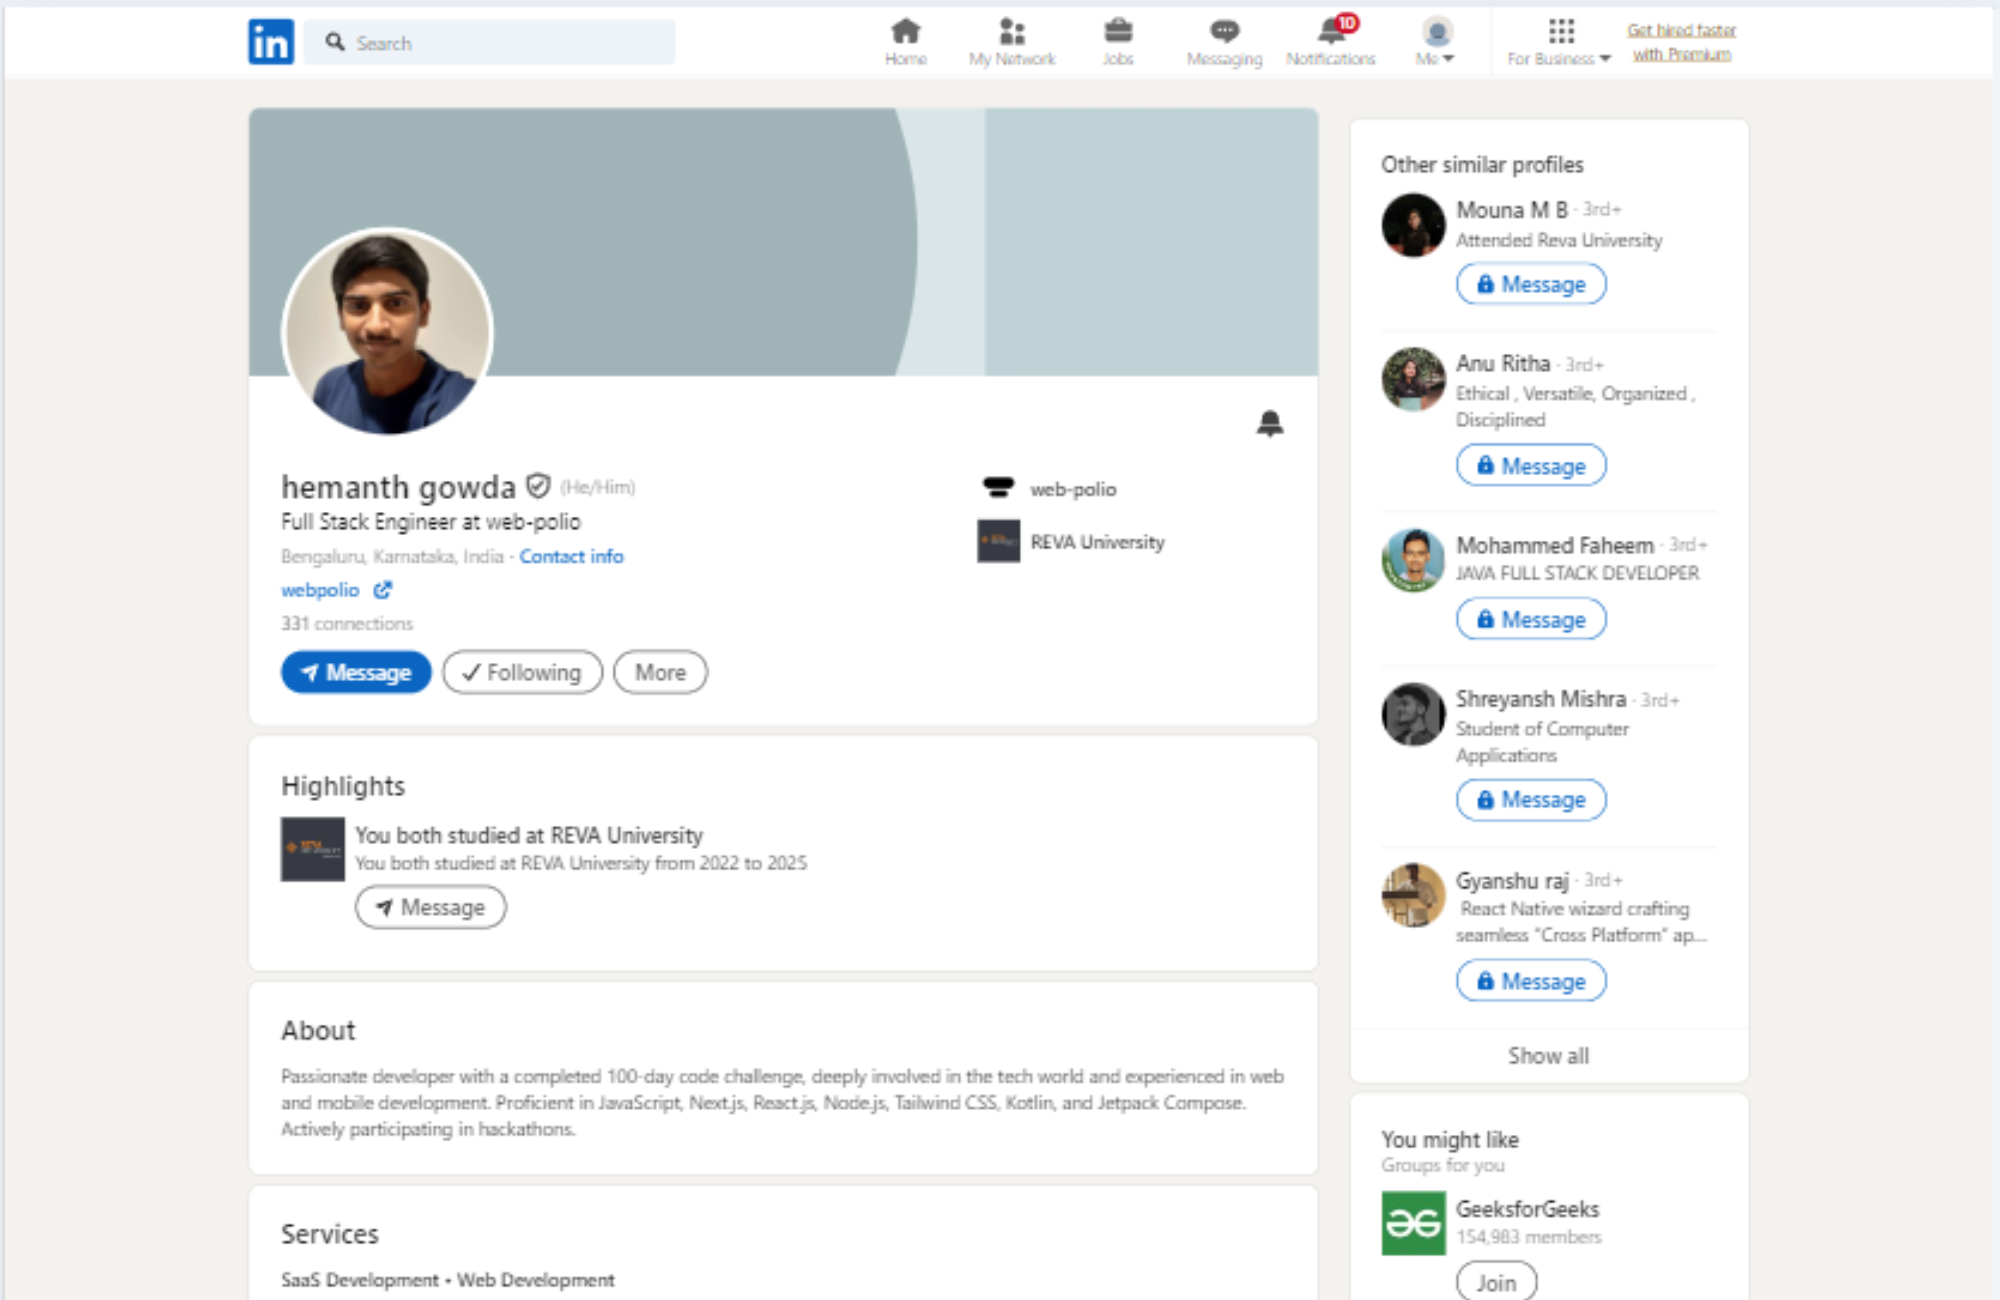 in
Search
Home
My Network
Jobs
Messaging
10
Notifications
Me
For Business
Get hired faster
with Premium
hemanth gowda (He/Him)
Full Stack Engineer at web-polio
Bengaluru, Karnataka, India · Contact info
webpolio
331 connections
Message
Following
More
web-polio
REVA University
Highlights
You both studied at REVA University
You both studied at REVA University from 2022 to 2025
Message
About
Passionate developer with a completed 100-day code challenge, deeply involved in the tech world and experienced in web
and mobile development. Proficient in JavaScript, Next.js, React.js, Node.js, Tailwind CSS, Kotlin, and Jetpack Compose.
Actively participating in hackathons.
Services
SaaS Development • Web Development
Other similar profiles
Mouna M B · 3rd+
Attended Reva University
Message
Anu Ritha · 3rd+
Ethical , Versatile, Organized ,
Disciplined
Message
Mohammed Faheem · 3rd+
JAVA FULL STACK DEVELOPER
Message
Shreyansh Mishra · 3rd+
Student of Computer
Applications
Message
Gyanshu raj · 3rd+
React Native wizard crafting
seamless "Cross Platform" ap...
Message
Show all
You might like
Groups for you
GeeksforGeeks
154,983 members
Join